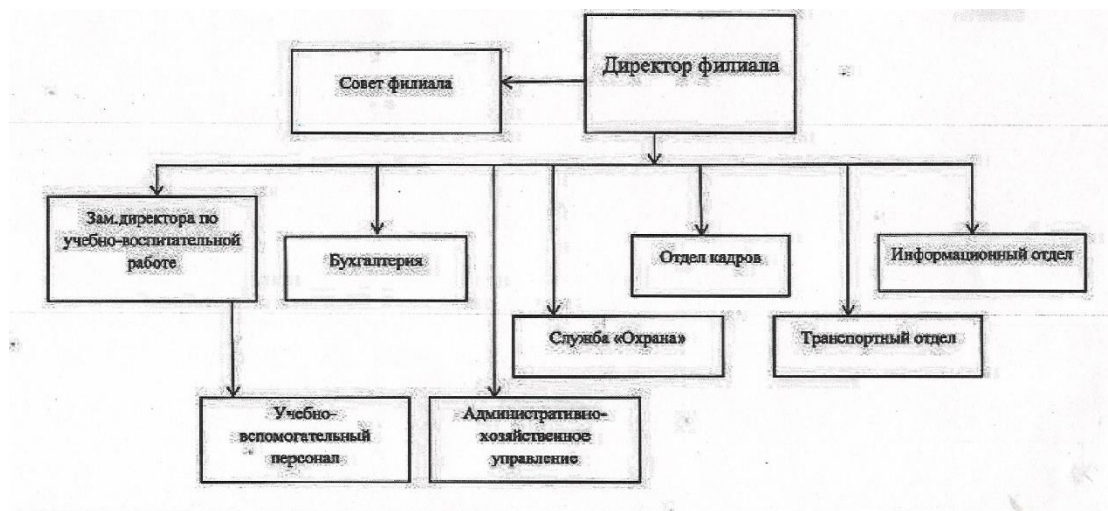 Директор филиала
Совет филиала
Зам.директора по
учебно-воспитательной
работе
Бухгалтерия
Отдел кадров
Информационный отдел
Служба «Охрана»
Транспортный отдел
Учебно-
вспомогательный
персонал
Административно-
хозяйственное
управление